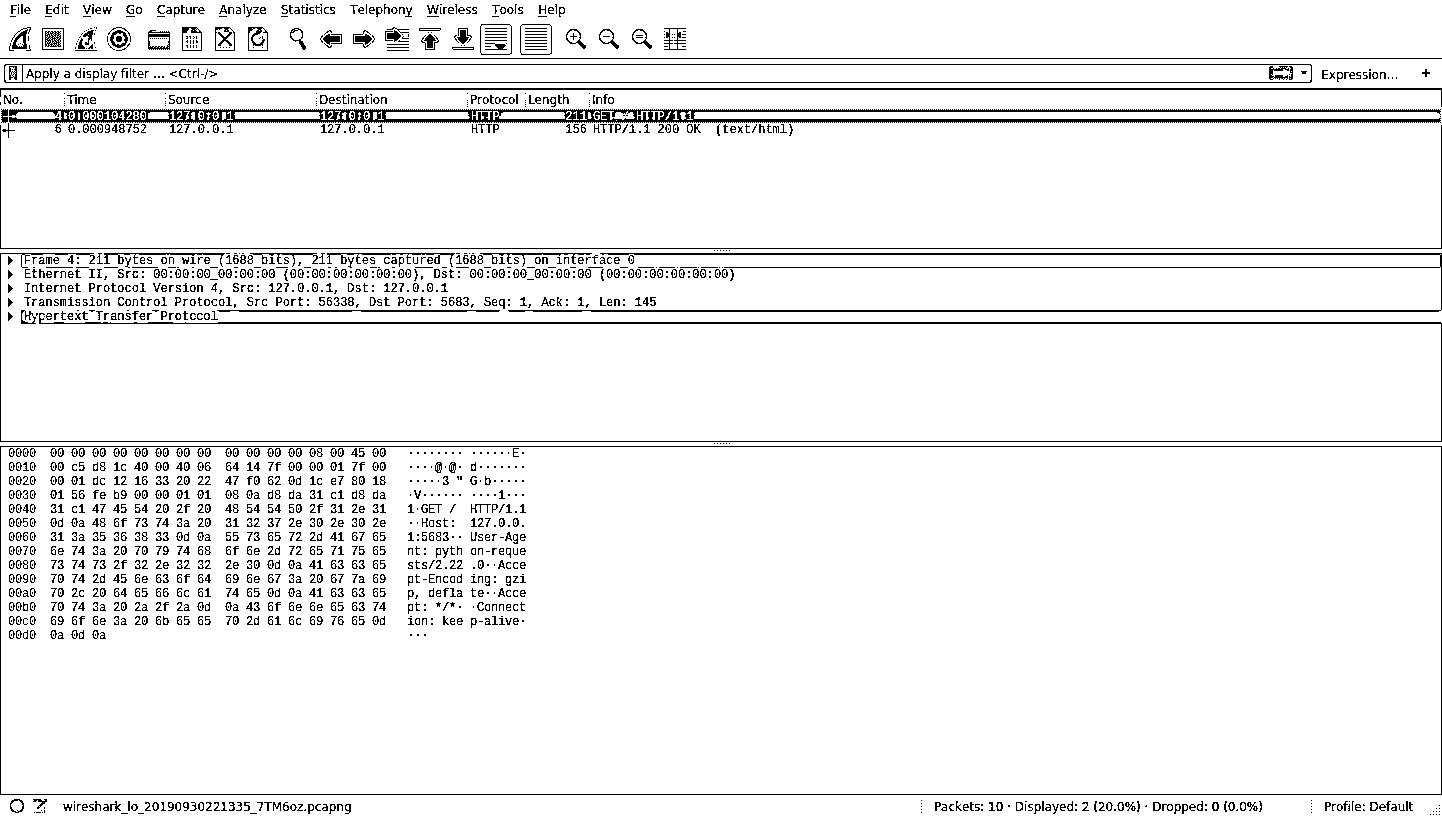 File Edit View Go Capture Analyze Statistics Telephony Wireless Tools Help
Apply a display filter ... <Ctrl-/> Expression... +
No. Time Source Destination Protocol Length Info
4 0.000104280 127.0.0.1 127.0.0.1 HTTP 211 GET / HTTP/1.1
6 0.000948752 127.0.0.1 127.0.0.1 HTTP 156 HTTP/1.1 200 OK (text/html)
Frame 4: 211 bytes on wire (1688 bits), 211 bytes captured (1688 bits) on interface 0
Ethernet II, Src: 00:00:00_00:00:00 (00:00:00:00:00:00), Dst: 00:00:00_00:00:00 (00:00:00:00:00:00)
Internet Protocol Version 4, Src: 127.0.0.1, Dst: 127.0.0.1
Transmission Control Protocol, Src Port: 56338, Dst Port: 5683, Seq: 1, Ack: 1, Len: 145
Hypertext Transfer Protocol
0000 00 00 00 00 00 00 00 00 00 00 00 00 08 00 45 00 ········ ······E·
0010 00 c5 d8 1c 40 00 40 06 64 14 7f 00 00 01 7f 00 ····@·@· d·······
0020 00 01 dc 12 16 33 20 22 47 f0 62 0d 1c e7 80 18 ·····3 " G·b·····
0030 01 56 fe b9 00 00 01 01 08 0a d8 da 31 c1 d8 da ·V······ ····1···
0040 31 c1 47 45 54 20 2f 20 48 54 54 50 2f 31 2e 31 1·GET / HTTP/1.1
0050 0d 0a 48 6f 73 74 3a 20 31 32 37 2e 30 2e 30 2e ··Host: 127.0.0.
0060 31 3a 35 36 38 33 0d 0a 55 73 65 72 2d 41 67 65 1:5683·· User-Age
0070 6e 74 3a 20 70 79 74 68 6f 6e 2d 72 65 71 75 65 nt: pyth on-reque
0080 73 74 73 2f 32 2e 32 32 2e 30 0d 0a 41 63 63 65 sts/2.22 .0··Acce
0090 70 74 2d 45 6e 63 6f 64 69 6e 67 3a 20 67 7a 69 pt-Encod ing: gzi
00a0 70 2c 20 64 65 66 6c 61 74 65 0d 0a 41 63 63 65 p, defla te··Acce
00b0 70 74 3a 20 2a 2f 2a 0d 0a 43 6f 6e 6e 65 63 74 pt: */*· ·Connect
00c0 69 6f 6e 3a 20 6b 65 65 70 2d 61 6c 69 76 65 0d ion: kee p-alive·
00d0 0a 0d 0a ···
wireshark_lo_20190930221335_7TM6oz.pcapng Packets: 10 · Displayed: 2 (20.0%) · Dropped: 0 (0.0%) Profile: Default